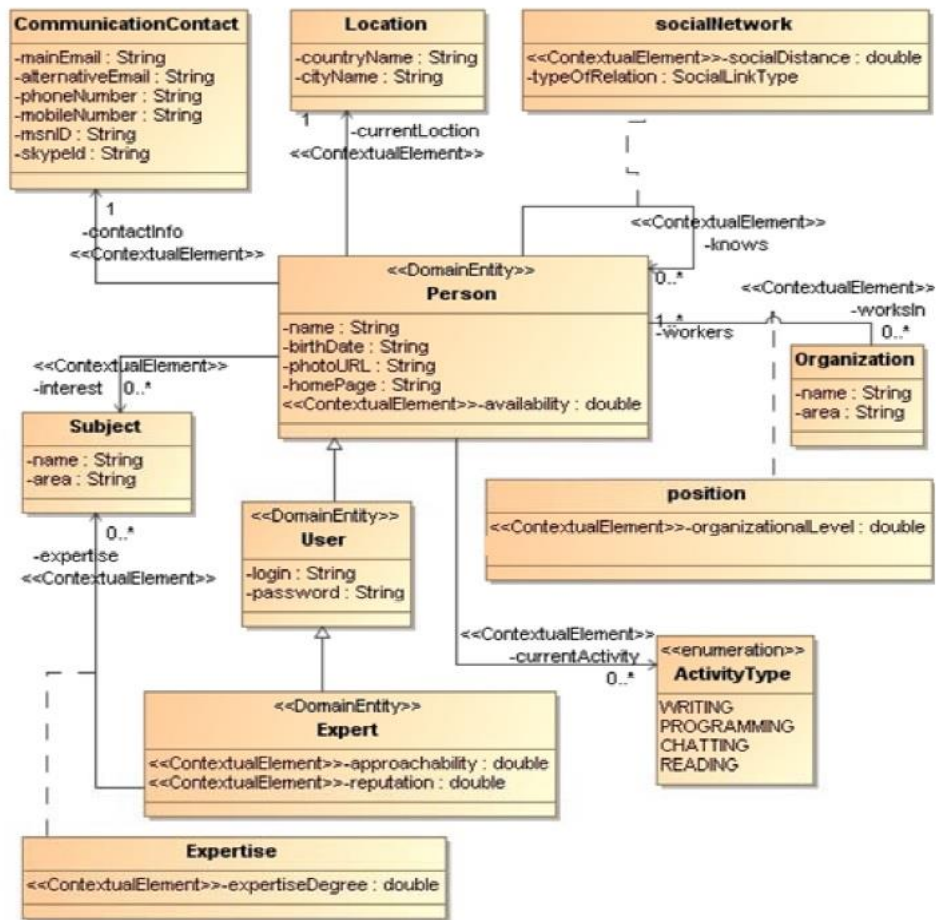 CommunicationContact
-mainEmail : String
-alternativeEmail : String
-phoneNumber : String
-mobileNumber : String
-msnID : String
-skypeId : String
Location
-countryName : String
-cityName : String
socialNetwork
<<ContextualElement>>-socialDistance : double
-typeOfRelation : SocialLinkType
1
-currentLoction
<<ContextualElement>>
1
-contactInfo
<<ContextualElement>>
<<ContextualElement>>
-knows
0..*
<<DomainEntity>>
Person
-name : String
-birthDate : String
-photoURL : String
-homePage : String
<<ContextualElement>>-availability : double
<<ContextualElement>>
-worksIn
0..*
1..*
-workers
Organization
-name : String
-area : String
<<ContextualElement>>
-interest 0..*
Subject
-name : String
-area : String
position
<<ContextualElement>>-organizationalLevel : double
0..*
-expertise
<<ContextualElement>>
<<DomainEntity>>
User
-login : String
-password : String
<<ContextualElement>>
-currentActivity
0..*
<<enumeration>>
ActivityType
WRITING
PROGRAMMING
CHATTING
READING
<<DomainEntity>>
Expert
<<ContextualElement>>-approachability : double
<<ContextualElement>>-reputation : double
Expertise
<<ContextualElement>>-expertiseDegree : double